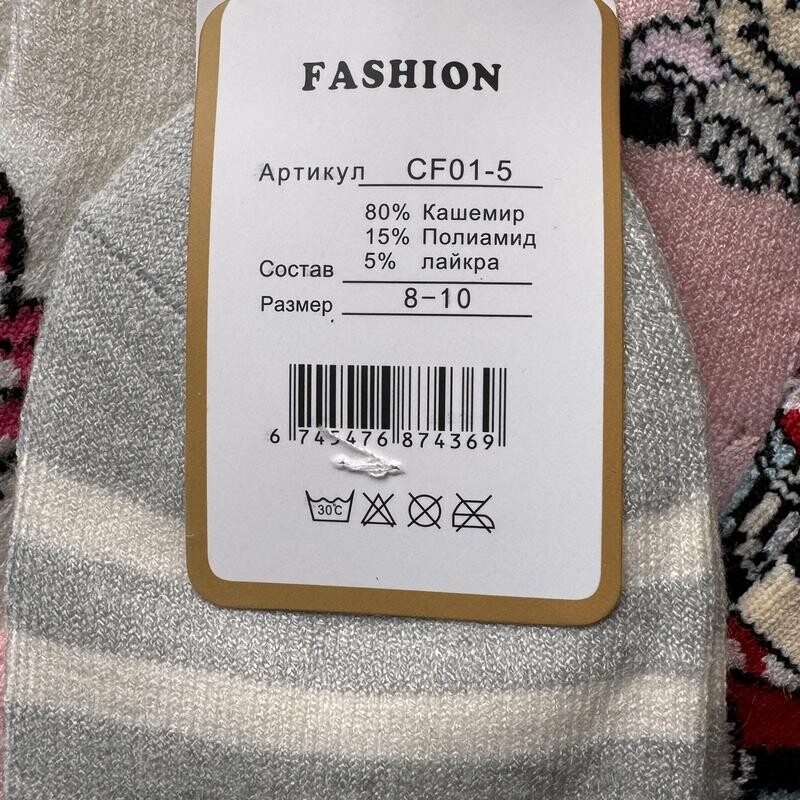 FASHION
Артикул CF01-5
80% Кашемир
15% Полиамид
5% лайкра
Состав
Размер 8-10
6 745476 874369
30℃